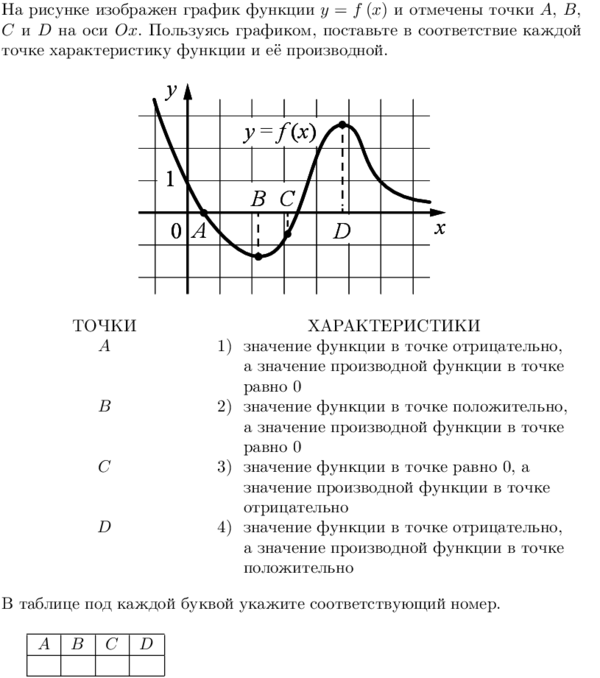 На рисунке изображен график функции y = f (x) и отмечены точки A, B,
C и D на оси Ox. Пользуясь графиком, поставьте в соответствие каждой
точке характеристику функции и её производной.
y
y = f(x)
1
B C
0 A D x
ТОЧКИ ХАРАКТЕРИСТИКИ
A 1) значение функции в точке отрицательно,
а значение производной функции в точке
равно 0
B 2) значение функции в точке положительно,
а значение производной функции в точке
равно 0
C 3) значение функции в точке равно 0, а
значение производной функции в точке
отрицательно
D 4) значение функции в точке отрицательно,
а значение производной функции в точке
положительно
В таблице под каждой буквой укажите соответствующий номер.
A B C D